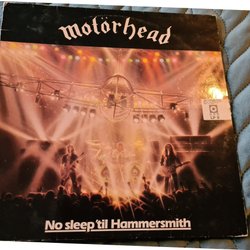 Motörhead
No sleep 'til Hammersmith